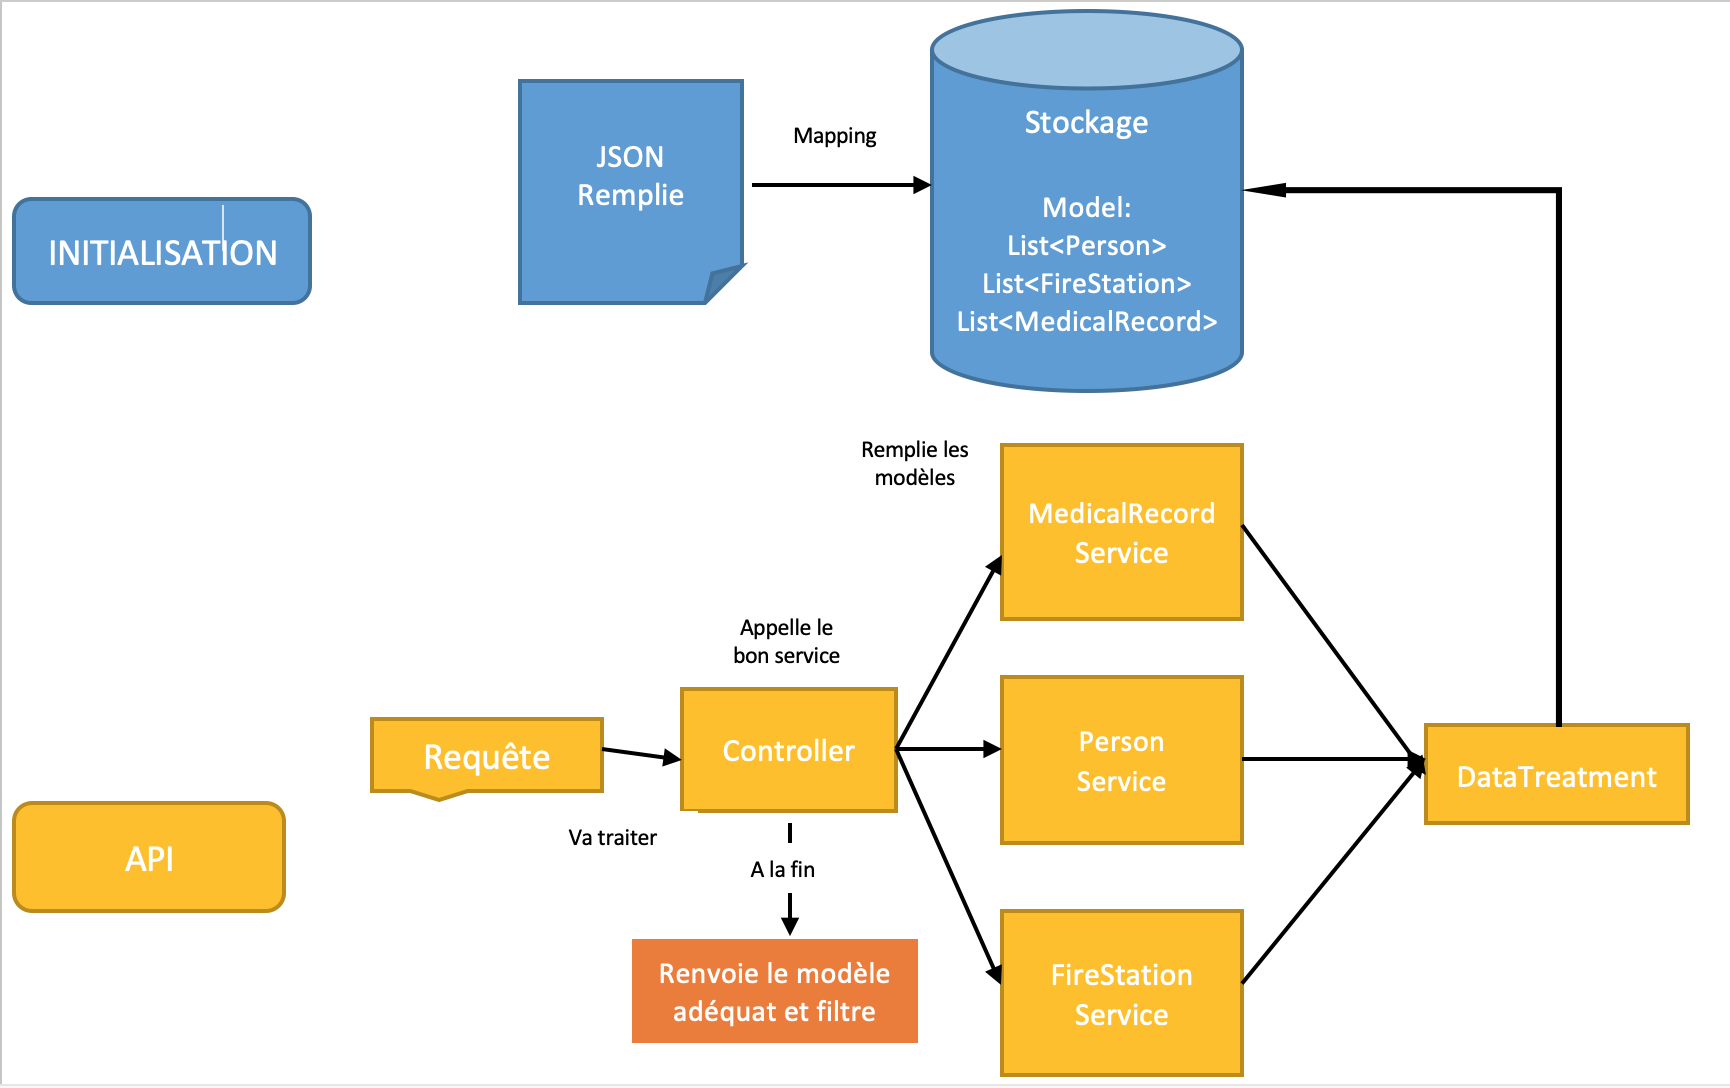 JSON
Remplie
Mapping
Stockage
Model:
List<Person>
List<FireStation>
List<MedicalRecord>
INITIALISATION
Remplie les
modèles
MedicalRecord
Service
Appelle le
bon service
Requête
Controller
Person
Service
DataTreatment
Va traiter
API
A la fin
Renvoie le modèle
adéquat et filtre
FireStation
Service